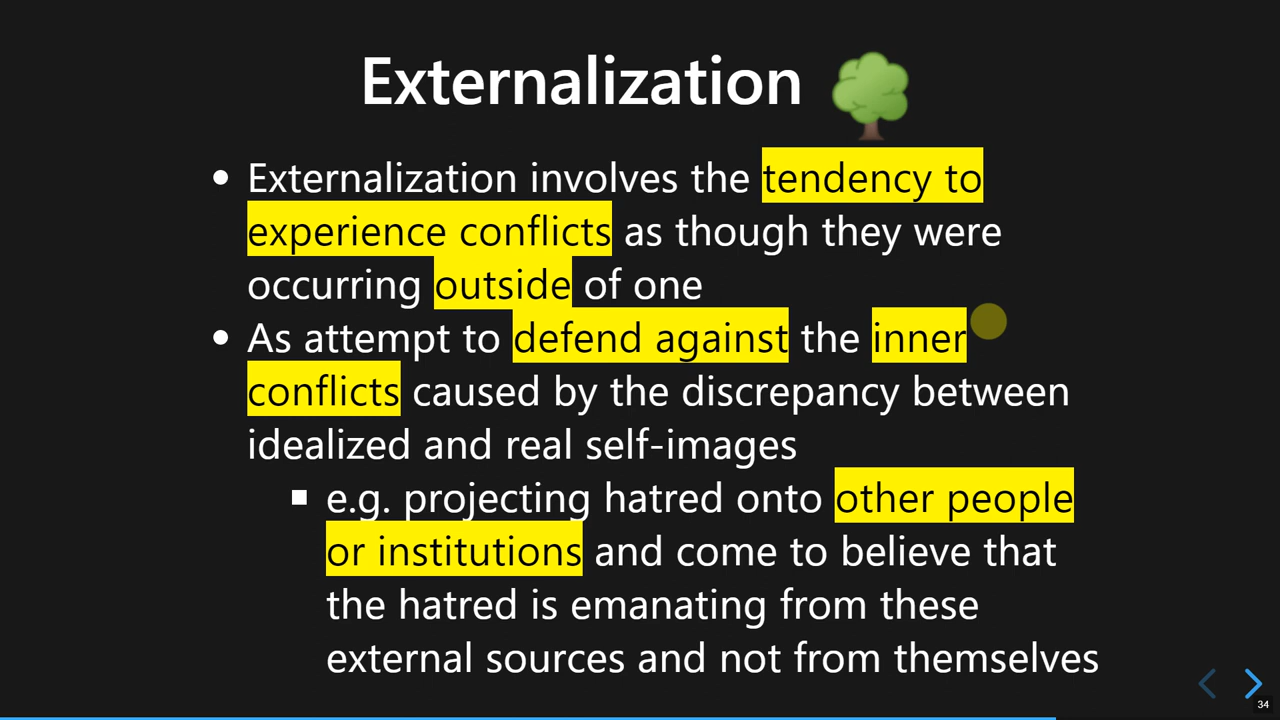 Externalization
• Externalization involves the tendency to
experience conflicts as though they were
occurring outside of one
• As attempt to defend against the inner
conflicts caused by the discrepancy between
idealized and real self-images
▪ e.g. projecting hatred onto other people
or institutions and come to believe that
the hatred is emanating from these
external sources and not from themselves
34